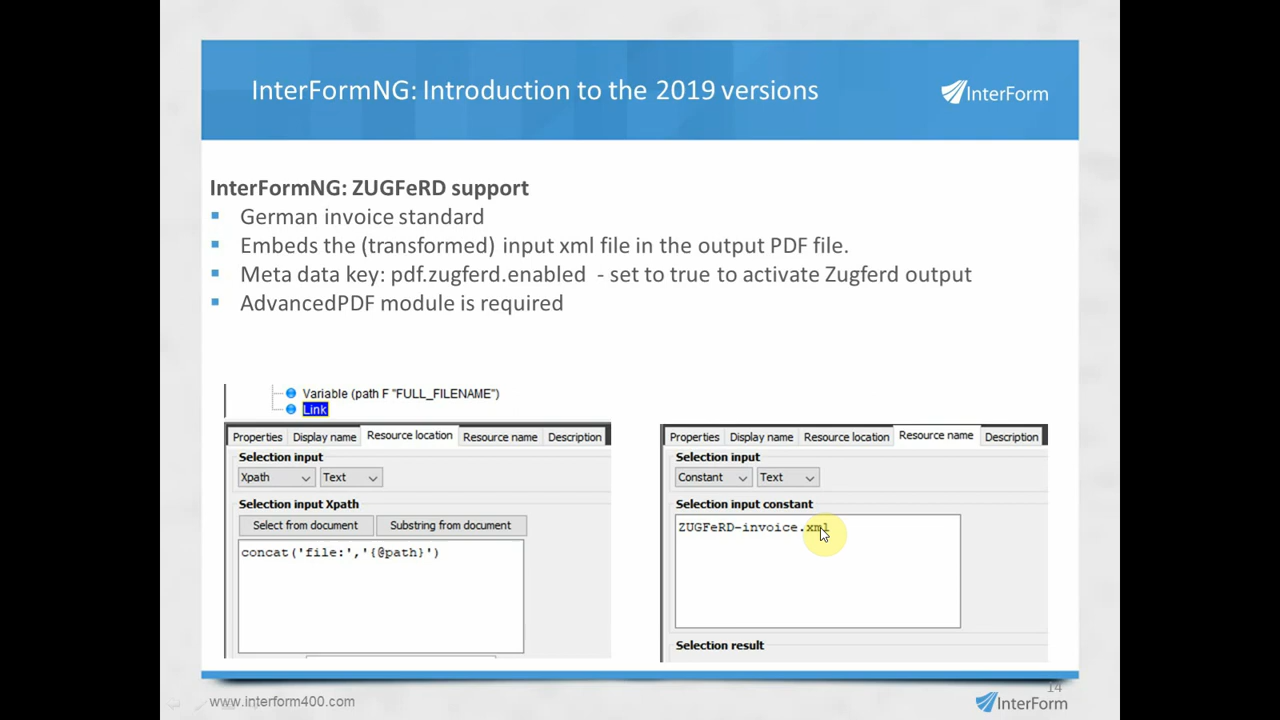 InterFormNG: Introduction to the 2019 versions
InterForm
InterFormNG: ZUGFeRD support
German invoice standard
Embeds the (transformed) input xml file in the output PDF file.
Meta data key: pdf.zugferd.enabled - set to true to activate Zugferd output
AdvancedPDF module is required
Variable (path F "FULL_FILENAME")
Link
Properties Display name Resource location Resource name Description
Selection input
Xpath Text
Selection input Xpath
Select from document Substring from document
concat('file:','{@path}')
Properties Display name Resource location Resource name Description
Selection input
Constant Text
Selection input constant
ZUGFeRD-invoice.xml
Selection result
14
www.interform400.com
InterForm